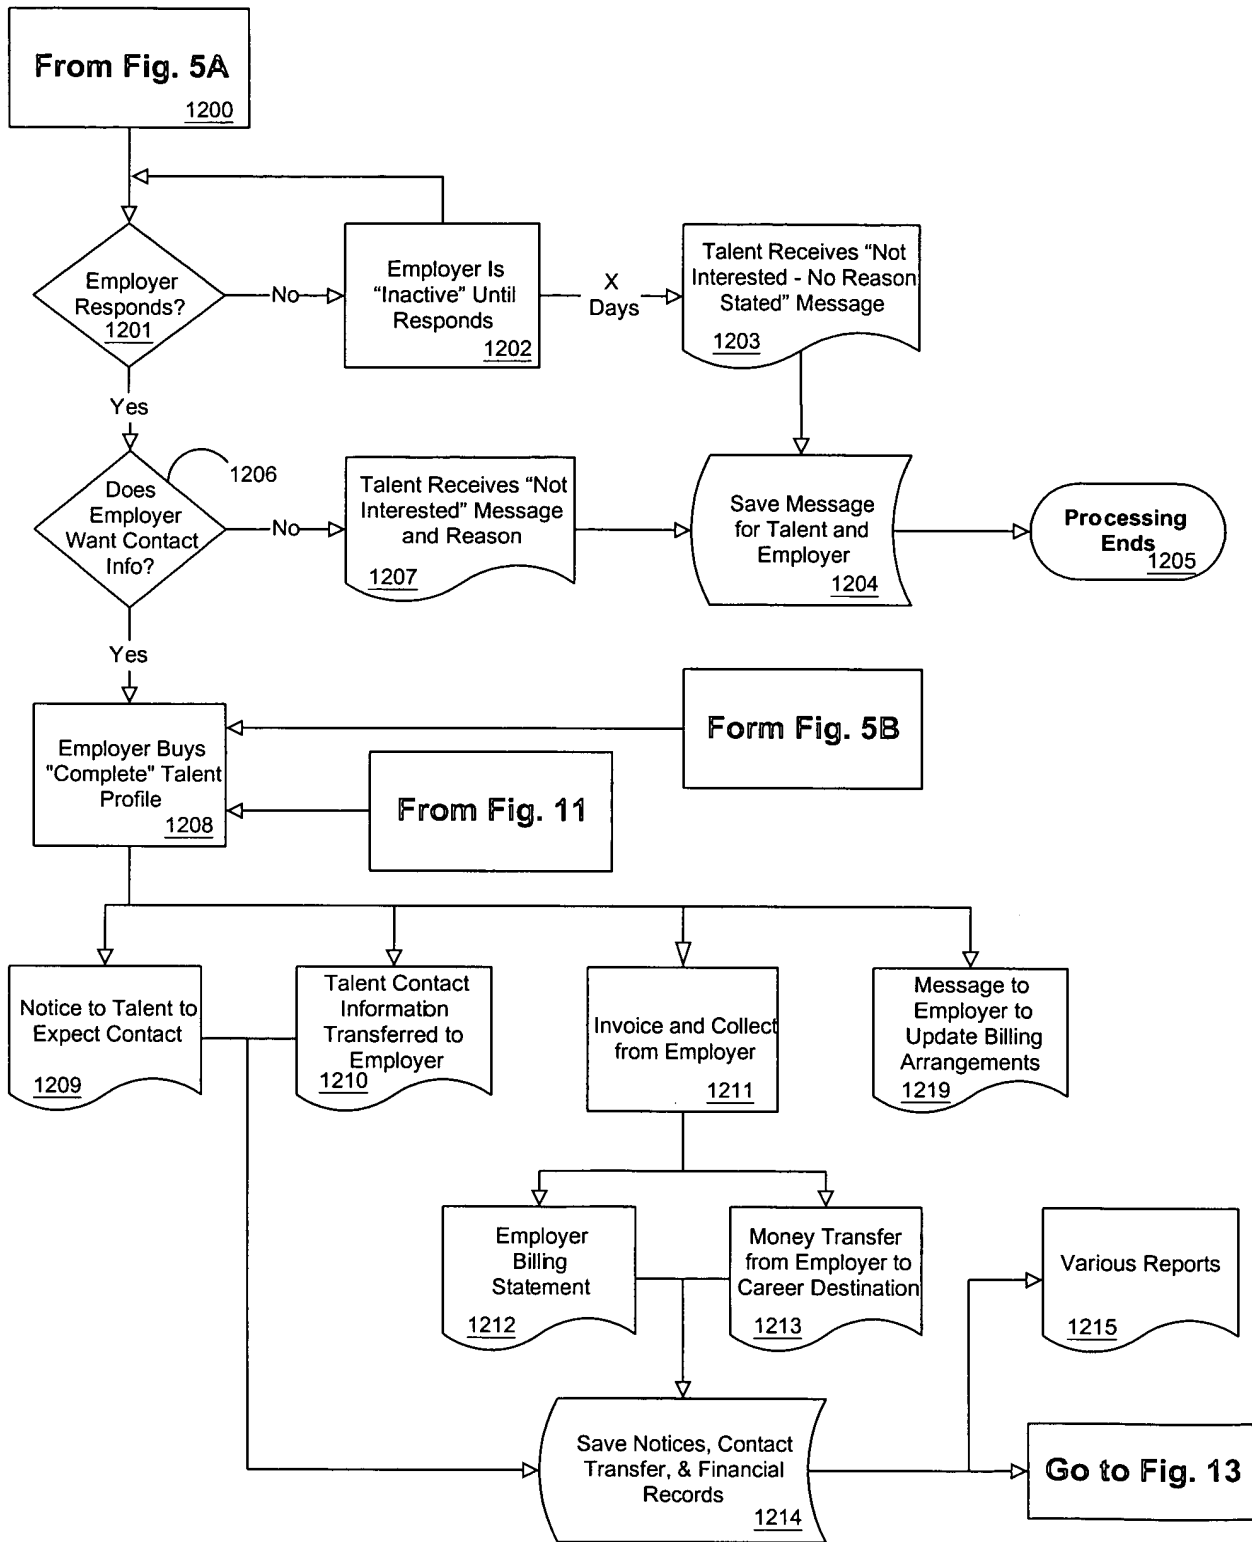 From Fig. 5A
1200
Employer
Responds?
1201
No
Employer Is
“Inactive” Until
Responds
1202
X
Days
Talent Receives “Not
Interested - No Reason
Stated” Message
1203
Yes
Does
Employer
Want Contact
Info?
1206
No
Talent Receives “Not
Interested” Message
and Reason
1207
Save Message
for Talent and
Employer
1204
Processing
Ends
1205
Yes
Employer Buys
"Complete" Talent
Profile
1208
Form Fig. 5B
From Fig. 11
Notice to Talent to
Expect Contact
1209
Talent Contact
Information
Transferred to
Employer
1210
Invoice and Collect
from Employer
1211
Message to
Employer to
Update Billing
Arrangements
1219
Employer
Billing
Statement
1212
Money Transfer
from Employer to
Career Destination
1213
Various Reports
1215
Save Notices, Contact
Transfer, & Financial
Records
1214
Go to Fig. 13